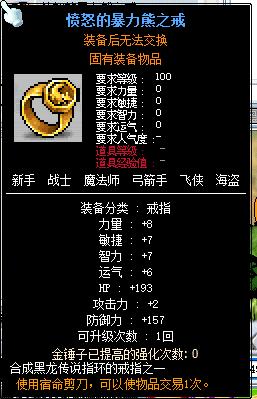 愤怒的暴力熊之戒
装备后无法交换
固有装备物品
要求等级 : 100
要求力量 : 0
要求敏捷 : 0
要求智力 : 0
要求运气 : 0
要求人气度 : -
道具等级 : -
道具经验值 : -
新手 战士 魔法师 弓箭手 飞侠 海盗
装备分类 : 戒指
力量 : +8
敏捷 : +7
智力 : +7
运气 : +6
HP : +193
攻击力 : +2
防御力 : +157
可升级次数 : 1回
金锤子已提高的强化次数: 0
合成黑龙传说指环的戒指之一
使用宿命剪刀，可以使物品交易1次。